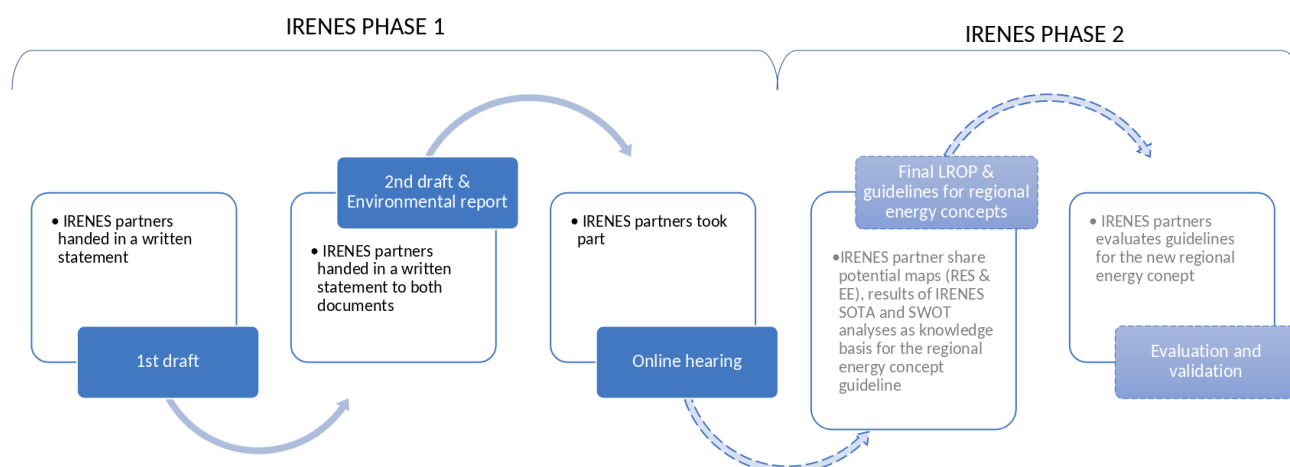 IRENES PHASE 1
IRENES PHASE 2
• IRENES partners
handed in a written
statement
1st draft
2nd draft &
Environmental report
• IRENES partners
handed in a written
statement to both
documents
• IRENES partners took
part
Online hearing
Final LROP &
guidelines for regional
energy concepts
•IRENES partner share
potential maps (RES &
EE), results of IRENES
SOTA and SWOT
analyses as knowledge
basis for the regional
energy concept
guideline
• IRENES partners
evaluates guidelines
for the new regional
energy conept
Evaluation and
validation